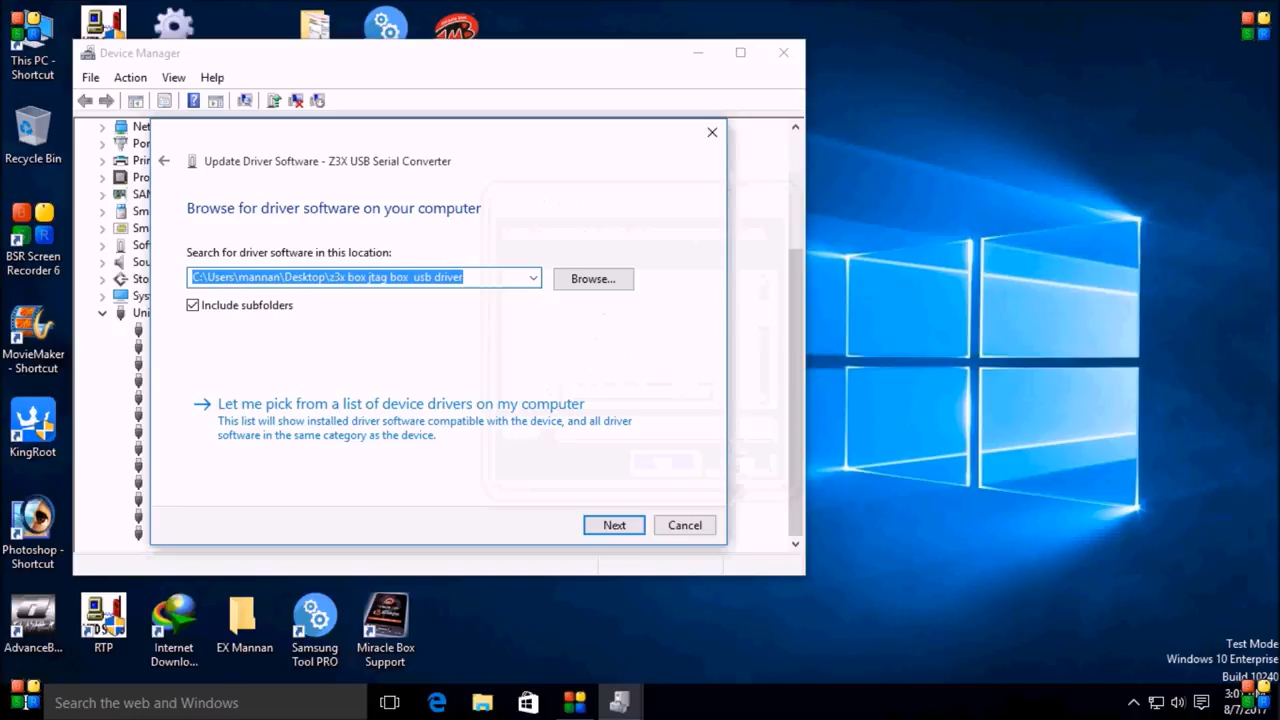 This PC -
Shortcut
Recycle Bin
BSR Screen
Recorder 6
MovieMaker
- Shortcut
KingRoot
Photoshop -
Shortcut
AdvanceB...
RTP
Internet
Downlo...
EX Mannan
Samsung
Tool PRO
Miracle Box
Support
Device Manager
File Action View Help
Net
Por
Prin
Pro
SAM
Sm
Sm
Sof
Sou
Sto
Syst
Uni
Update Driver Software - Z3X USB Serial Converter
Browse for driver software on your computer
Search for driver software in this location:
C:\Users\mannan\Desktop\z3x box jtag box usb driver
Browse...
Include subfolders
Let me pick from a list of device drivers on my computer
This list will show installed driver software compatible with the device, and all driver
software in the same category as the device.
Next Cancel
Test Mode
Windows 10 Enterprise
Build 10240
Search the web and Windows